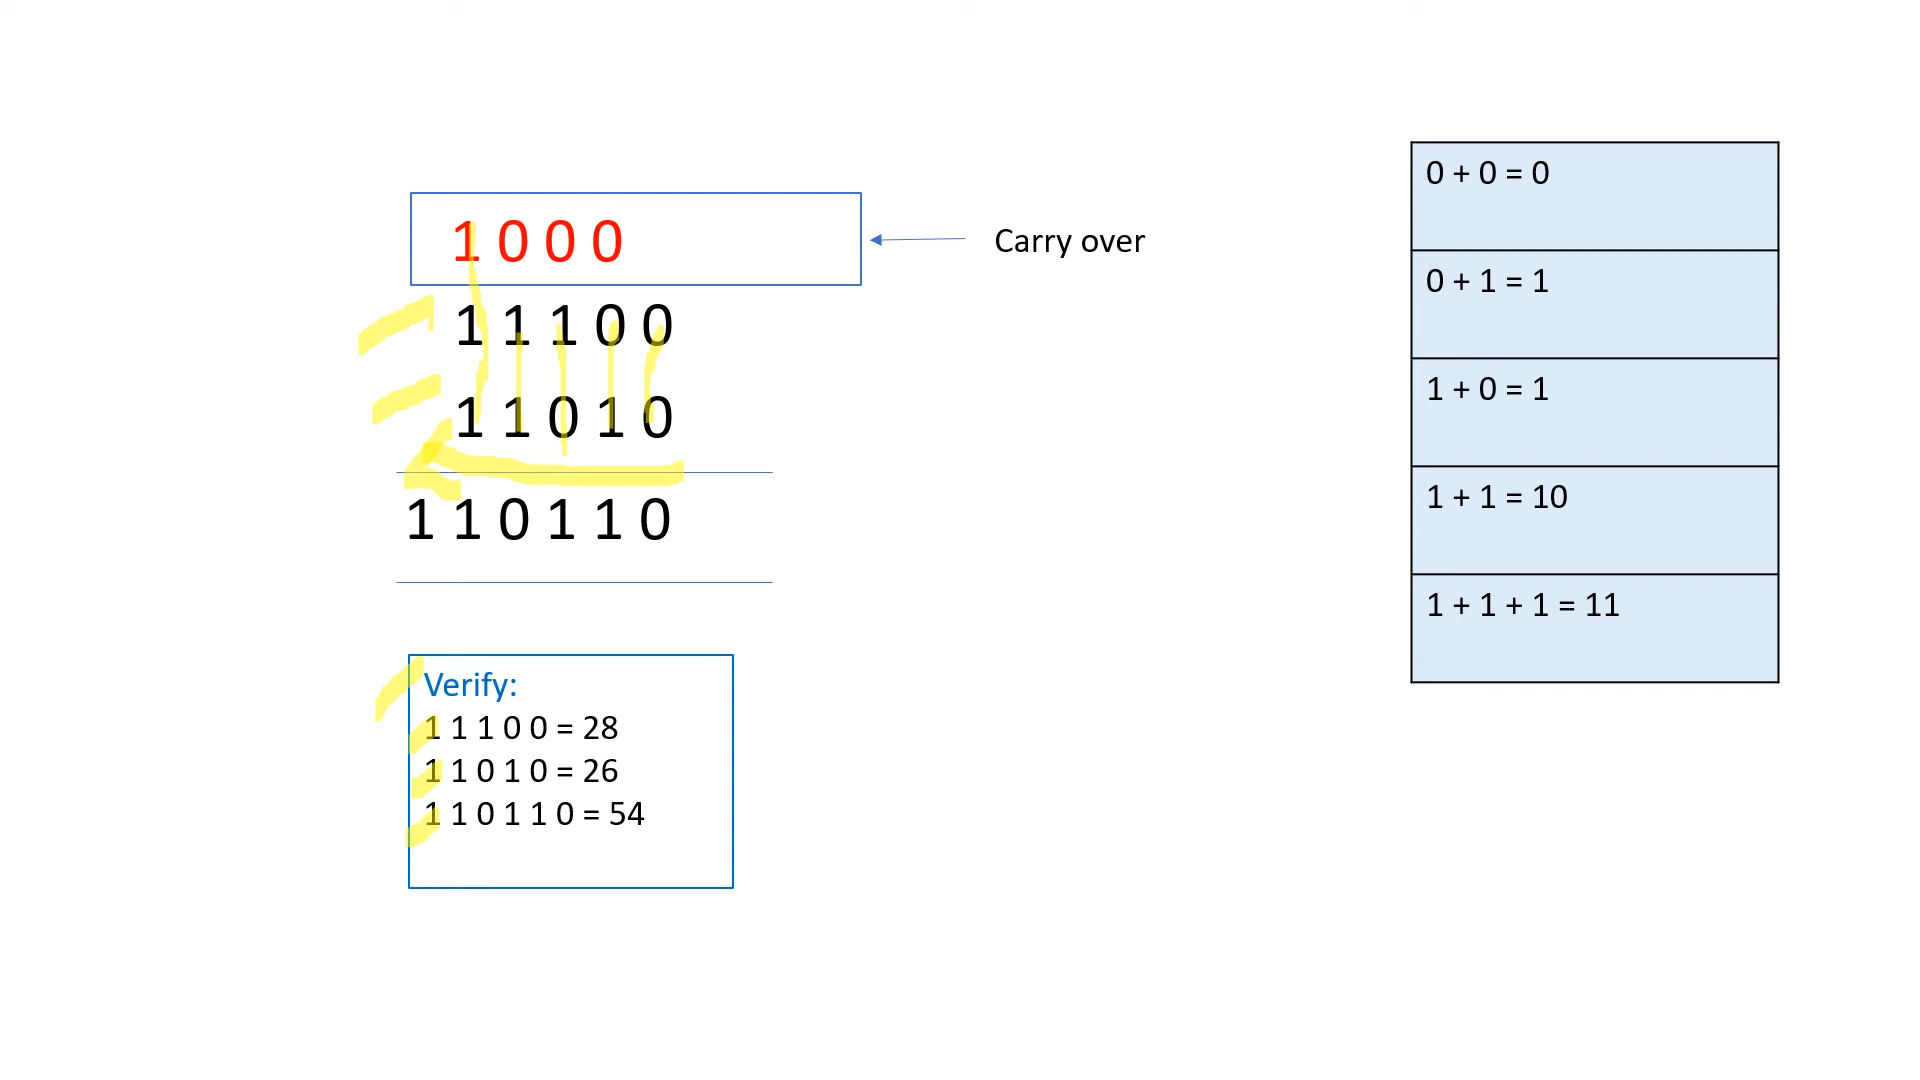 1 0 0 0
Carry over
1 1 1 0 0
1 1 0 1 0
1 1 0 1 1 0
Verify:
1 1 1 0 0 = 28
1 1 0 1 0 = 26
1 1 0 1 1 0 = 54
0 + 0 = 0
0 + 1 = 1
1 + 0 = 1
1 + 1 = 10
1 + 1 + 1 = 11